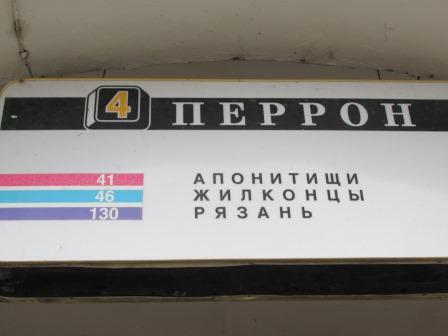 4 ПЕРРОН
41 АПОНИТИЩИ
46 ЖИЛКОНЦЫ
130 РЯЗАНЬ